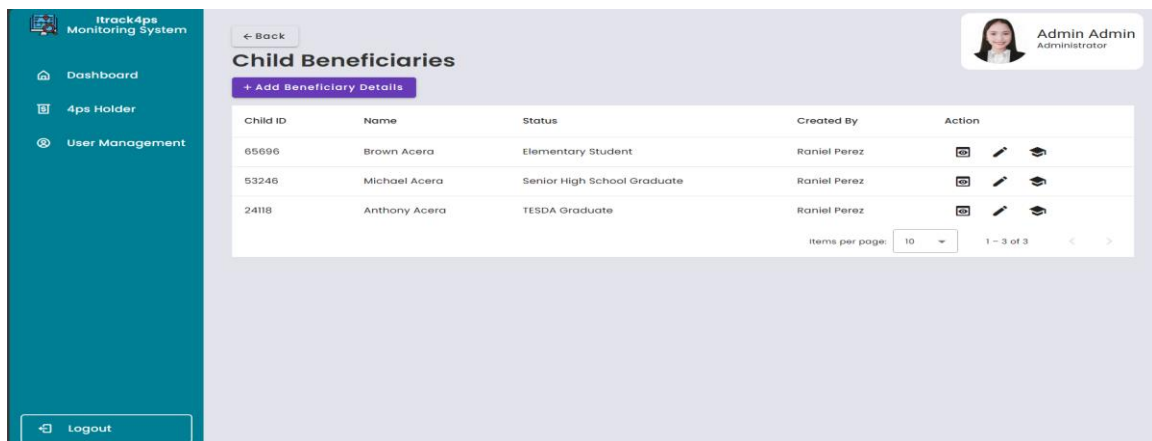 Itrack4ps
Monitoring System
Dashboard
4ps Holder
User Management
Logout
← Back
Child Beneficiaries
+ Add Beneficiary Details
Admin Admin
Administrator
Child ID Name Status Created By Action
65696 Brown Acera Elementary Student Raniel Perez
53246 Michael Acera Senior High School Graduate Raniel Perez
24118 Anthony Acera TESDA Graduate Raniel Perez
Items per page: 10 1 – 3 of 3